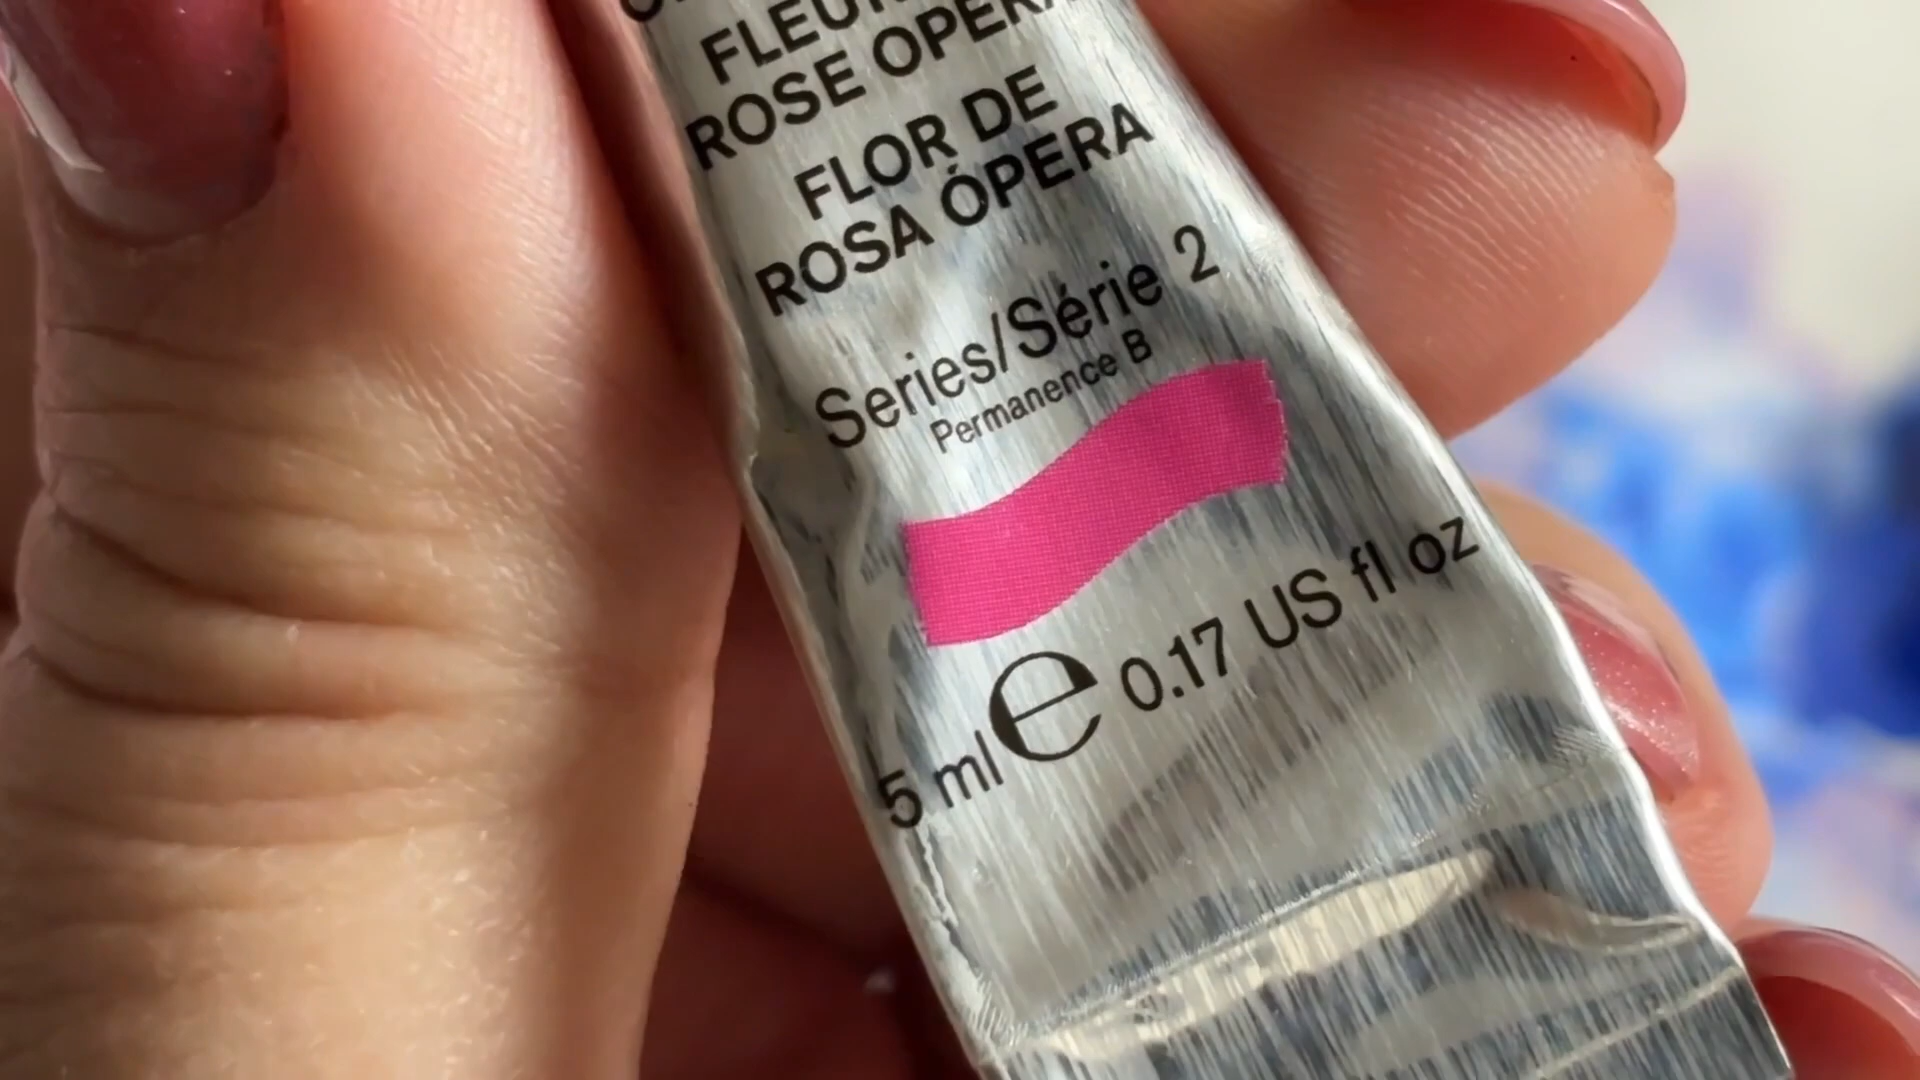 ROSE OPERA
FLOR DE
ROSA ÓPERA
Series/Série 2
Permanence B
5 ml e 0.17 US fl oz